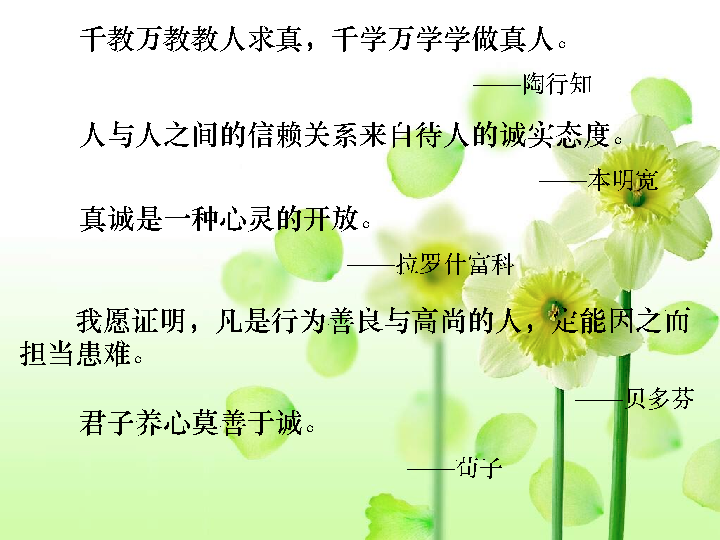 千教万教教人求真，千学万学学做真人。
——陶行知
人与人之间的信赖关系来自待人的诚实态度。
——本明宽
真诚是一种心灵的开放。
——拉罗什富科
我愿证明，凡是行为善良与高尚的人，定能因之而
担当患难。
——贝多芬
君子养心莫善于诚。
——荀子